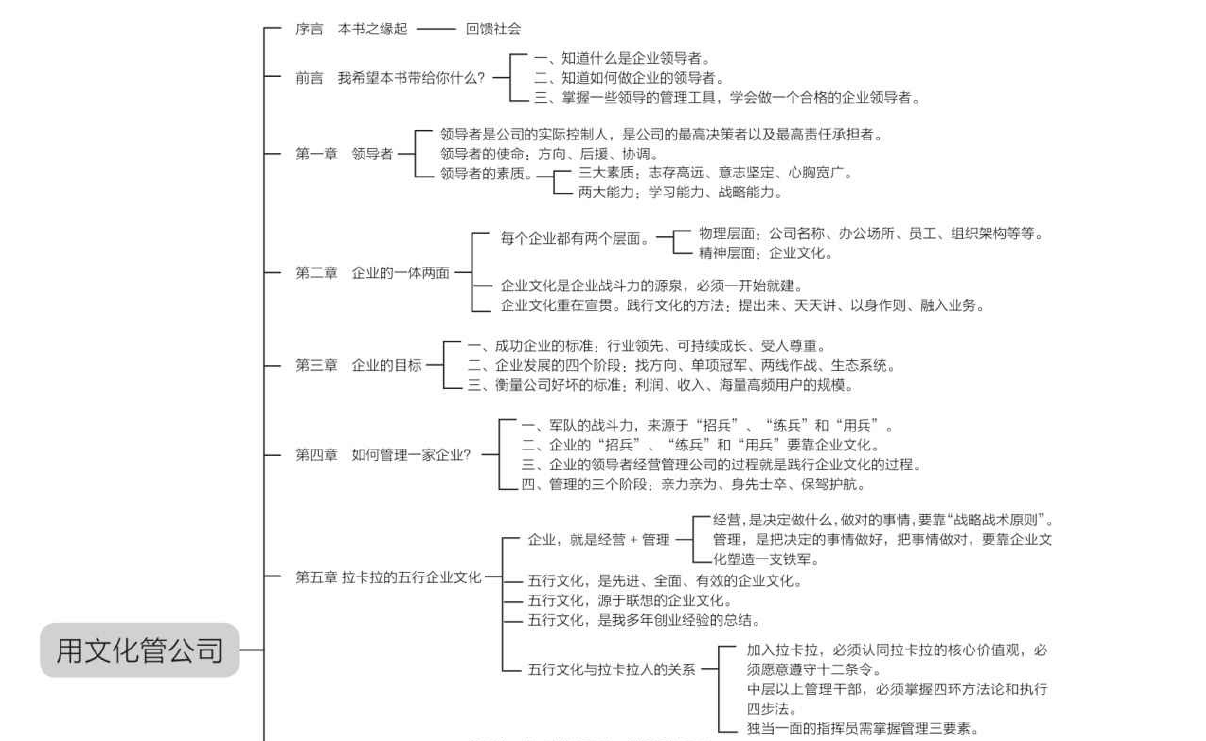 序言 本书之缘起
回馈社会
前言 我希望本书带给你什么？
一、知道什么是企业领导者。
二、知道如何做企业的领导者。
三、掌握一些领导的管理工具，学会做一个合格的企业领导者。
第一章 领导者
领导者是公司的实际控制人，是公司的最高决策者以及最高责任承担者。
领导者的使命：方向、后援、协调。
领导者的素质。
三大素质：志存高远、意志坚定、心胸宽广。
两大能力：学习能力、战略能力。
第二章 企业的一体两面
每个企业都有两个层面。
物理层面：公司名称、办公场所、员工、组织架构等等。
精神层面：企业文化。
企业文化是企业战斗力的源泉，必须一开始就建。
企业文化重在宣贯。践行文化的方法：提出来、天天讲、以身作则、融入业务。
第三章 企业的目标
一、成功企业的标准：行业领先、可持续成长、受人尊重。
二、企业发展的四个阶段：找方向、单项冠军、两线作战、生态系统。
三、衡量公司好坏的标准：利润、收入、海量高频用户的规模。
第四章 如何管理一家企业？
一、军队的战斗力，来源于“招兵”、“练兵”和“用兵”。
二、企业的“招兵”、“练兵”和“用兵”要靠企业文化。
三、企业的领导者经营管理公司的过程就是践行企业文化的过程。
四、管理的三个阶段：亲力亲为、身先士卒、保驾护航。
第五章 拉卡拉的五行企业文化
企业，就是经营 + 管理
经营，是决定做什么，做对的事情，要靠“战略战术原则”。
管理，是把决定的事情做好，把事情做对，要靠企业文
化塑造一支铁军。
五行文化，是先进、全面、有效的企业文化。
五行文化，源于联想的企业文化。
五行文化，是我多年创业经验的总结。
五行文化与拉卡拉人的关系
加入拉卡拉，必须认同拉卡拉的核心价值观，必
须愿意遵守十二条令。
中层以上管理干部，必须掌握四环方法论和执行
四步法。
独当一面的指挥员需掌握管理三要素。
用文化管公司